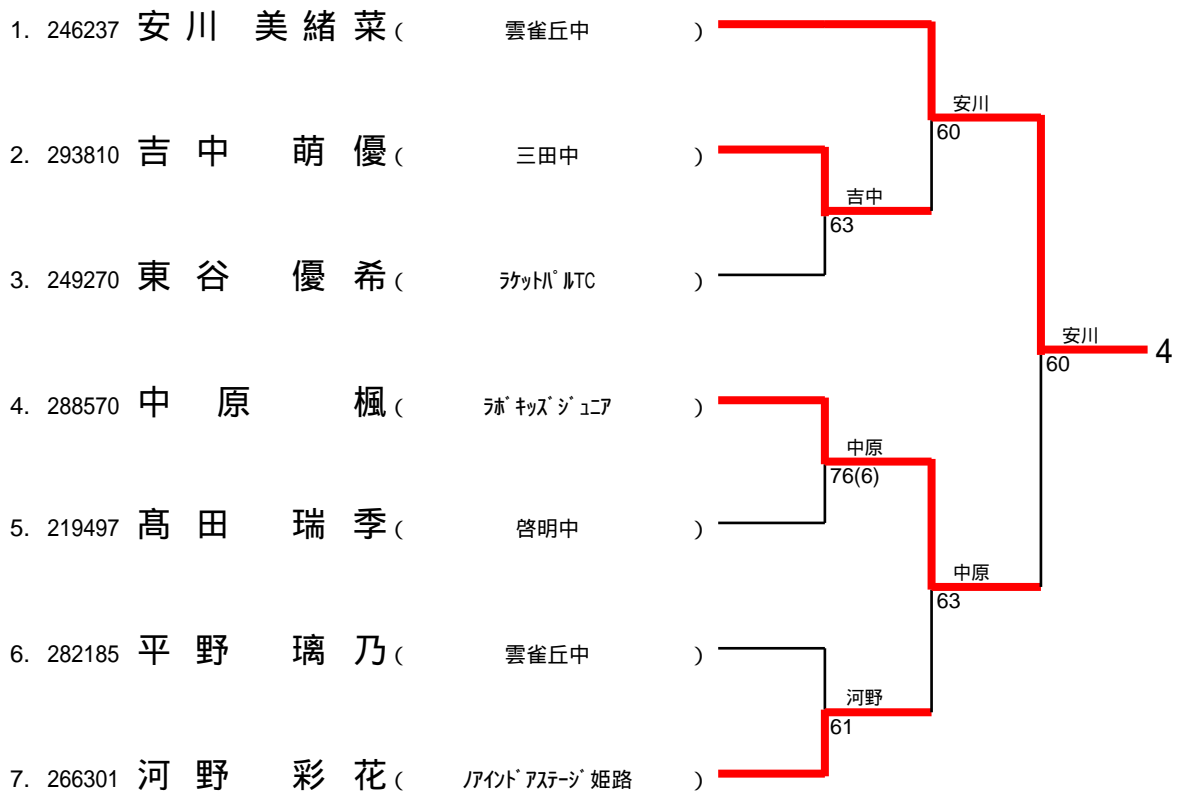 1. 246237 安川 美緒菜 ( 雲雀丘中 )
安川
60
2. 293810 吉中 萌優 ( 三田中 )
吉中
63
3. 249270 東谷 優希 ( ﾗｹｯﾄﾊﾟﾙTC )
安川
60
4
4. 288570 中原 楓 ( ﾗﾎﾞｷｯｽﾞｼﾞｭﾆｱ )
中原
76(6)
5. 219497 髙田 瑞季 ( 啓明中 )
中原
63
6. 282185 平野 璃乃 ( 雲雀丘中 )
河野
61
7. 266301 河野 彩花 ( ﾉｱｲﾝﾄﾞｱｽﾃｰｼﾞ姫路 )